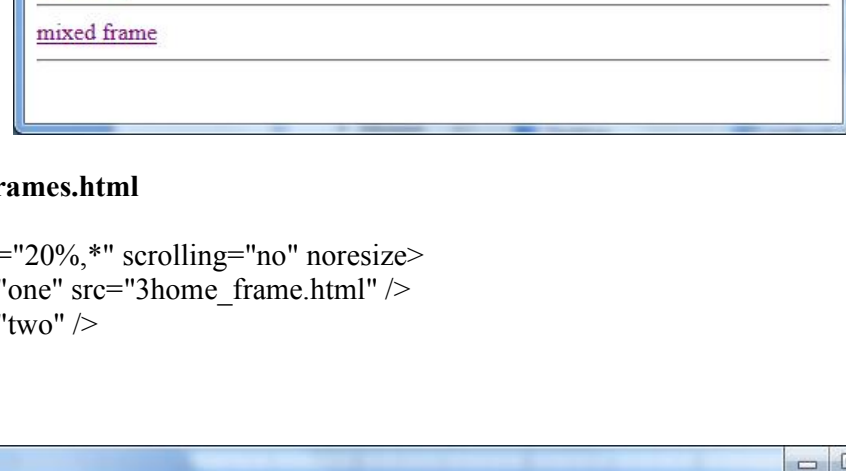 mixed frame
rames.html
="20%,*" scrolling="no" noresize>
"one" src="3home_frame.html" />
"two" />